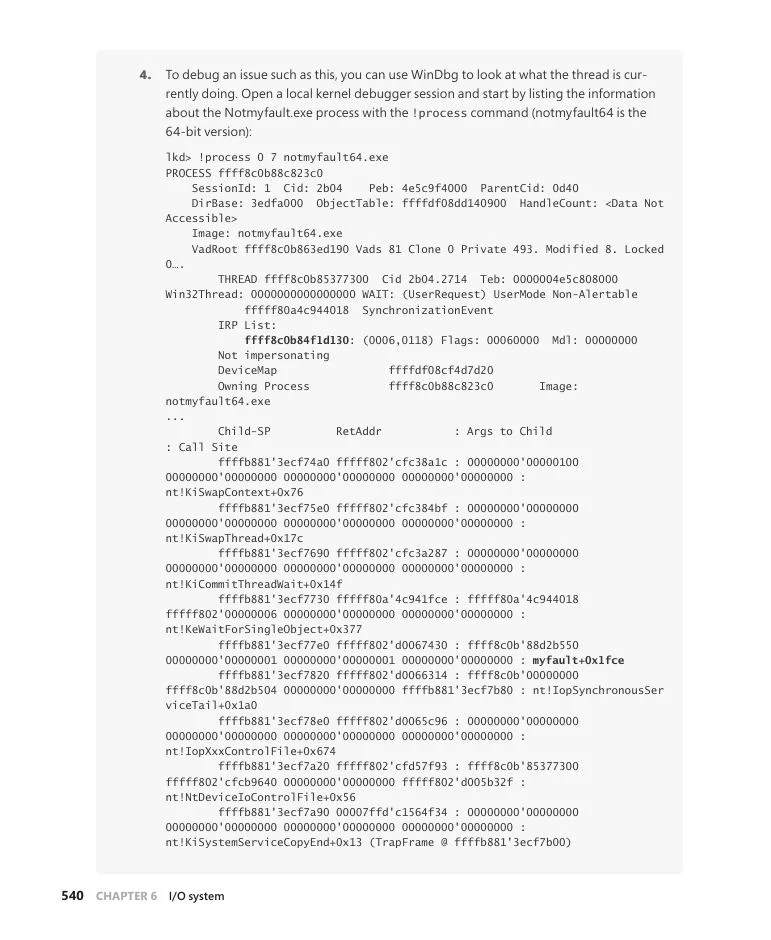 4. To debug an issue such as this, you can use WinDbg to look at what the thread is cur-
rently doing. Open a local kernel debugger session and start by listing the information
about the Notmyfault.exe process with the !process command (notmyfault64 is the
64-bit version):
lkd> !process 0 7 notmyfault64.exe
PROCESS ffff8c0b88c823c0
SessionId: 1 Cid: 2b04 Peb: 4e5c9f4000 ParentCid: 0d40
DirBase: 3edfa000 ObjectTable: ffffdf08dd140900 HandleCount: <Data Not
Accessible>
Image: notmyfault64.exe
VadRoot ffff8c0b863ed190 Vads 81 Clone 0 Private 493. Modified 8. Locked
0….
THREAD ffff8c0b85377300 Cid 2b04.2714 Teb: 0000004e5c808000
Win32Thread: 0000000000000000 WAIT: (UserRequest) UserMode Non-Alertable
fffff80a4c944018 SynchronizationEvent
IRP List:
ffff8c0b84f1d130: (0006,0118) Flags: 00060000 Mdl: 00000000
Not impersonating
DeviceMap ffffdf08cf4d7d20
Owning Process ffff8c0b88c823c0 Image:
notmyfault64.exe
...
Child-SP RetAddr : Args to Child
: Call Site
ffffb881'3ecf74a0 fffff802'cfc38a1c : 00000000'00000100
00000000'00000000 00000000'00000000 00000000'00000000 :
nt!KiSwapContext+0x76
ffffb881'3ecf75e0 fffff802'cfc384bf : 00000000'00000000
00000000'00000000 00000000'00000000 00000000'00000000 :
nt!KiSwapThread+0x17c
ffffb881'3ecf7690 fffff802'cfc3a287 : 00000000'00000000
00000000'00000000 00000000'00000000 00000000'00000000 :
nt!KiCommitThreadWait+0x14f
ffffb881'3ecf7730 fffff80a'4c941fce : fffff80a'4c944018
fffff802'00000006 00000000'00000000 00000000'00000000 :
nt!KeWaitForSingleObject+0x377
ffffb881'3ecf77e0 fffff802'd0067430 : ffff8c0b'88d2b550
00000000'00000001 00000000'00000001 00000000'00000000 : myfault+0x1fce
ffffb881'3ecf7820 fffff802'd0066314 : ffff8c0b'00000000
ffff8c0b'88d2b504 00000000'00000000 ffffb881'3ecf7b80 : nt!IopSynchronousSer
viceTail+0x1a0
ffffb881'3ecf78e0 fffff802'd0065c96 : 00000000'00000000
00000000'00000000 00000000'00000000 00000000'00000000 :
nt!IopXxxControlFile+0x674
ffffb881'3ecf7a20 fffff802'cfd57f93 : ffff8c0b'85377300
fffff802'cfcb9640 00000000'00000000 fffff802'd005b32f :
nt!NtDeviceIoControlFile+0x56
ffffb881'3ecf7a90 00007ffd'c1564f34 : 00000000'00000000
00000000'00000000 00000000'00000000 00000000'00000000 :
nt!KiSystemServiceCopyEnd+0x13 (TrapFrame @ ffffb881'3ecf7b00)
540 CHAPTER 6 I/O system